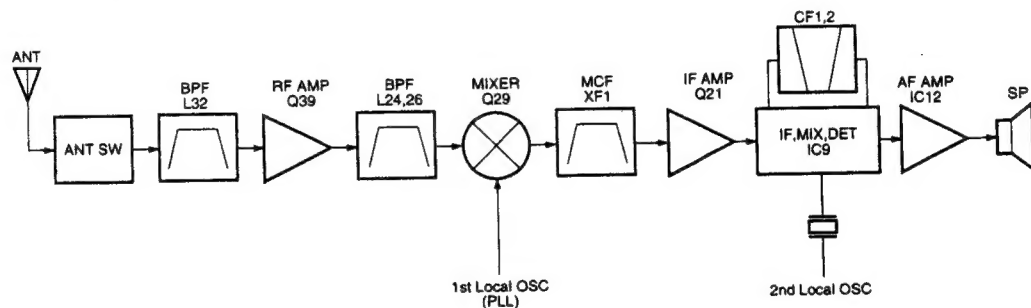 ANT
ANT SW
BPF
L32
RF AMP
Q39
BPF
L24,26
MIXER
Q29
MCF
XF1
IF AMP
Q21
CF1,2
IF,MIX,DET
IC9
AF AMP
IC12
SP
1st Local OSC
(PLL)
2nd Local OSC